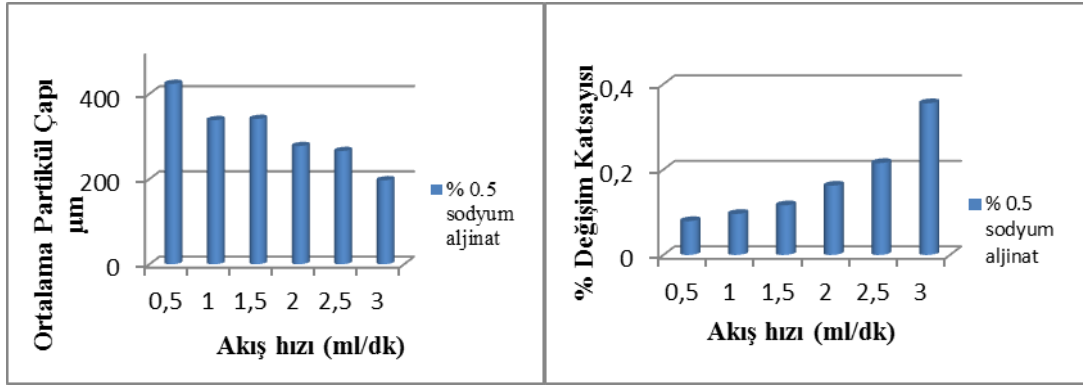 Ortalama Partikül Çapı
µm
400
200
0
0,5 1 1,5 2 2,5 3
Akış hızı (ml/dk)
% 0.5
sodyum
aljinat
% Değişim Katsayısı
0,4
0,2
0
0,5 1 1,5 2 2,5 3
Akış hızı (ml/dk)
% 0.5
sodyum
aljinat